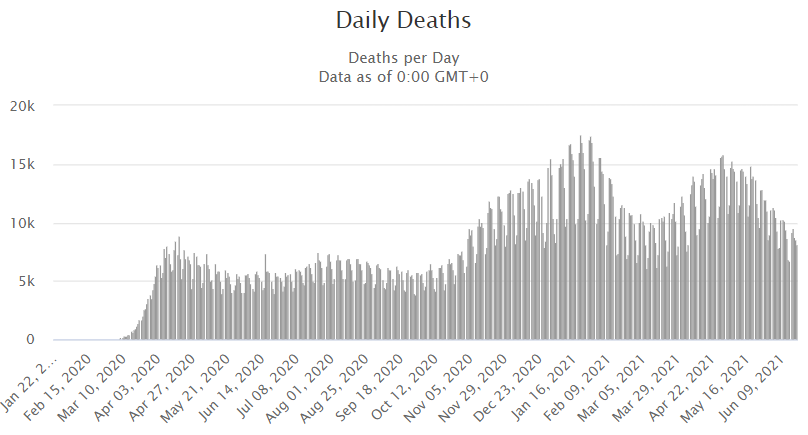 Daily Deaths
Deaths per Day
Data as of 0:00 GMT+0
20k
15k
10k
5k
0
Jan 22, 2...
Feb 15, 2020
Mar 10, 2020
Apr 03, 2020
Apr 27, 2020
May 21, 2020
Jun 14, 2020
Jul 08, 2020
Aug 01, 2020
Aug 25, 2020
Sep 18, 2020
Oct 12, 2020
Nov 05, 2020
Nov 29, 2020
Dec 23, 2020
Jan 16, 2021
Feb 09, 2021
Mar 05, 2021
Mar 29, 2021
Apr 22, 2021
May 16, 2021
Jun 09, 2021